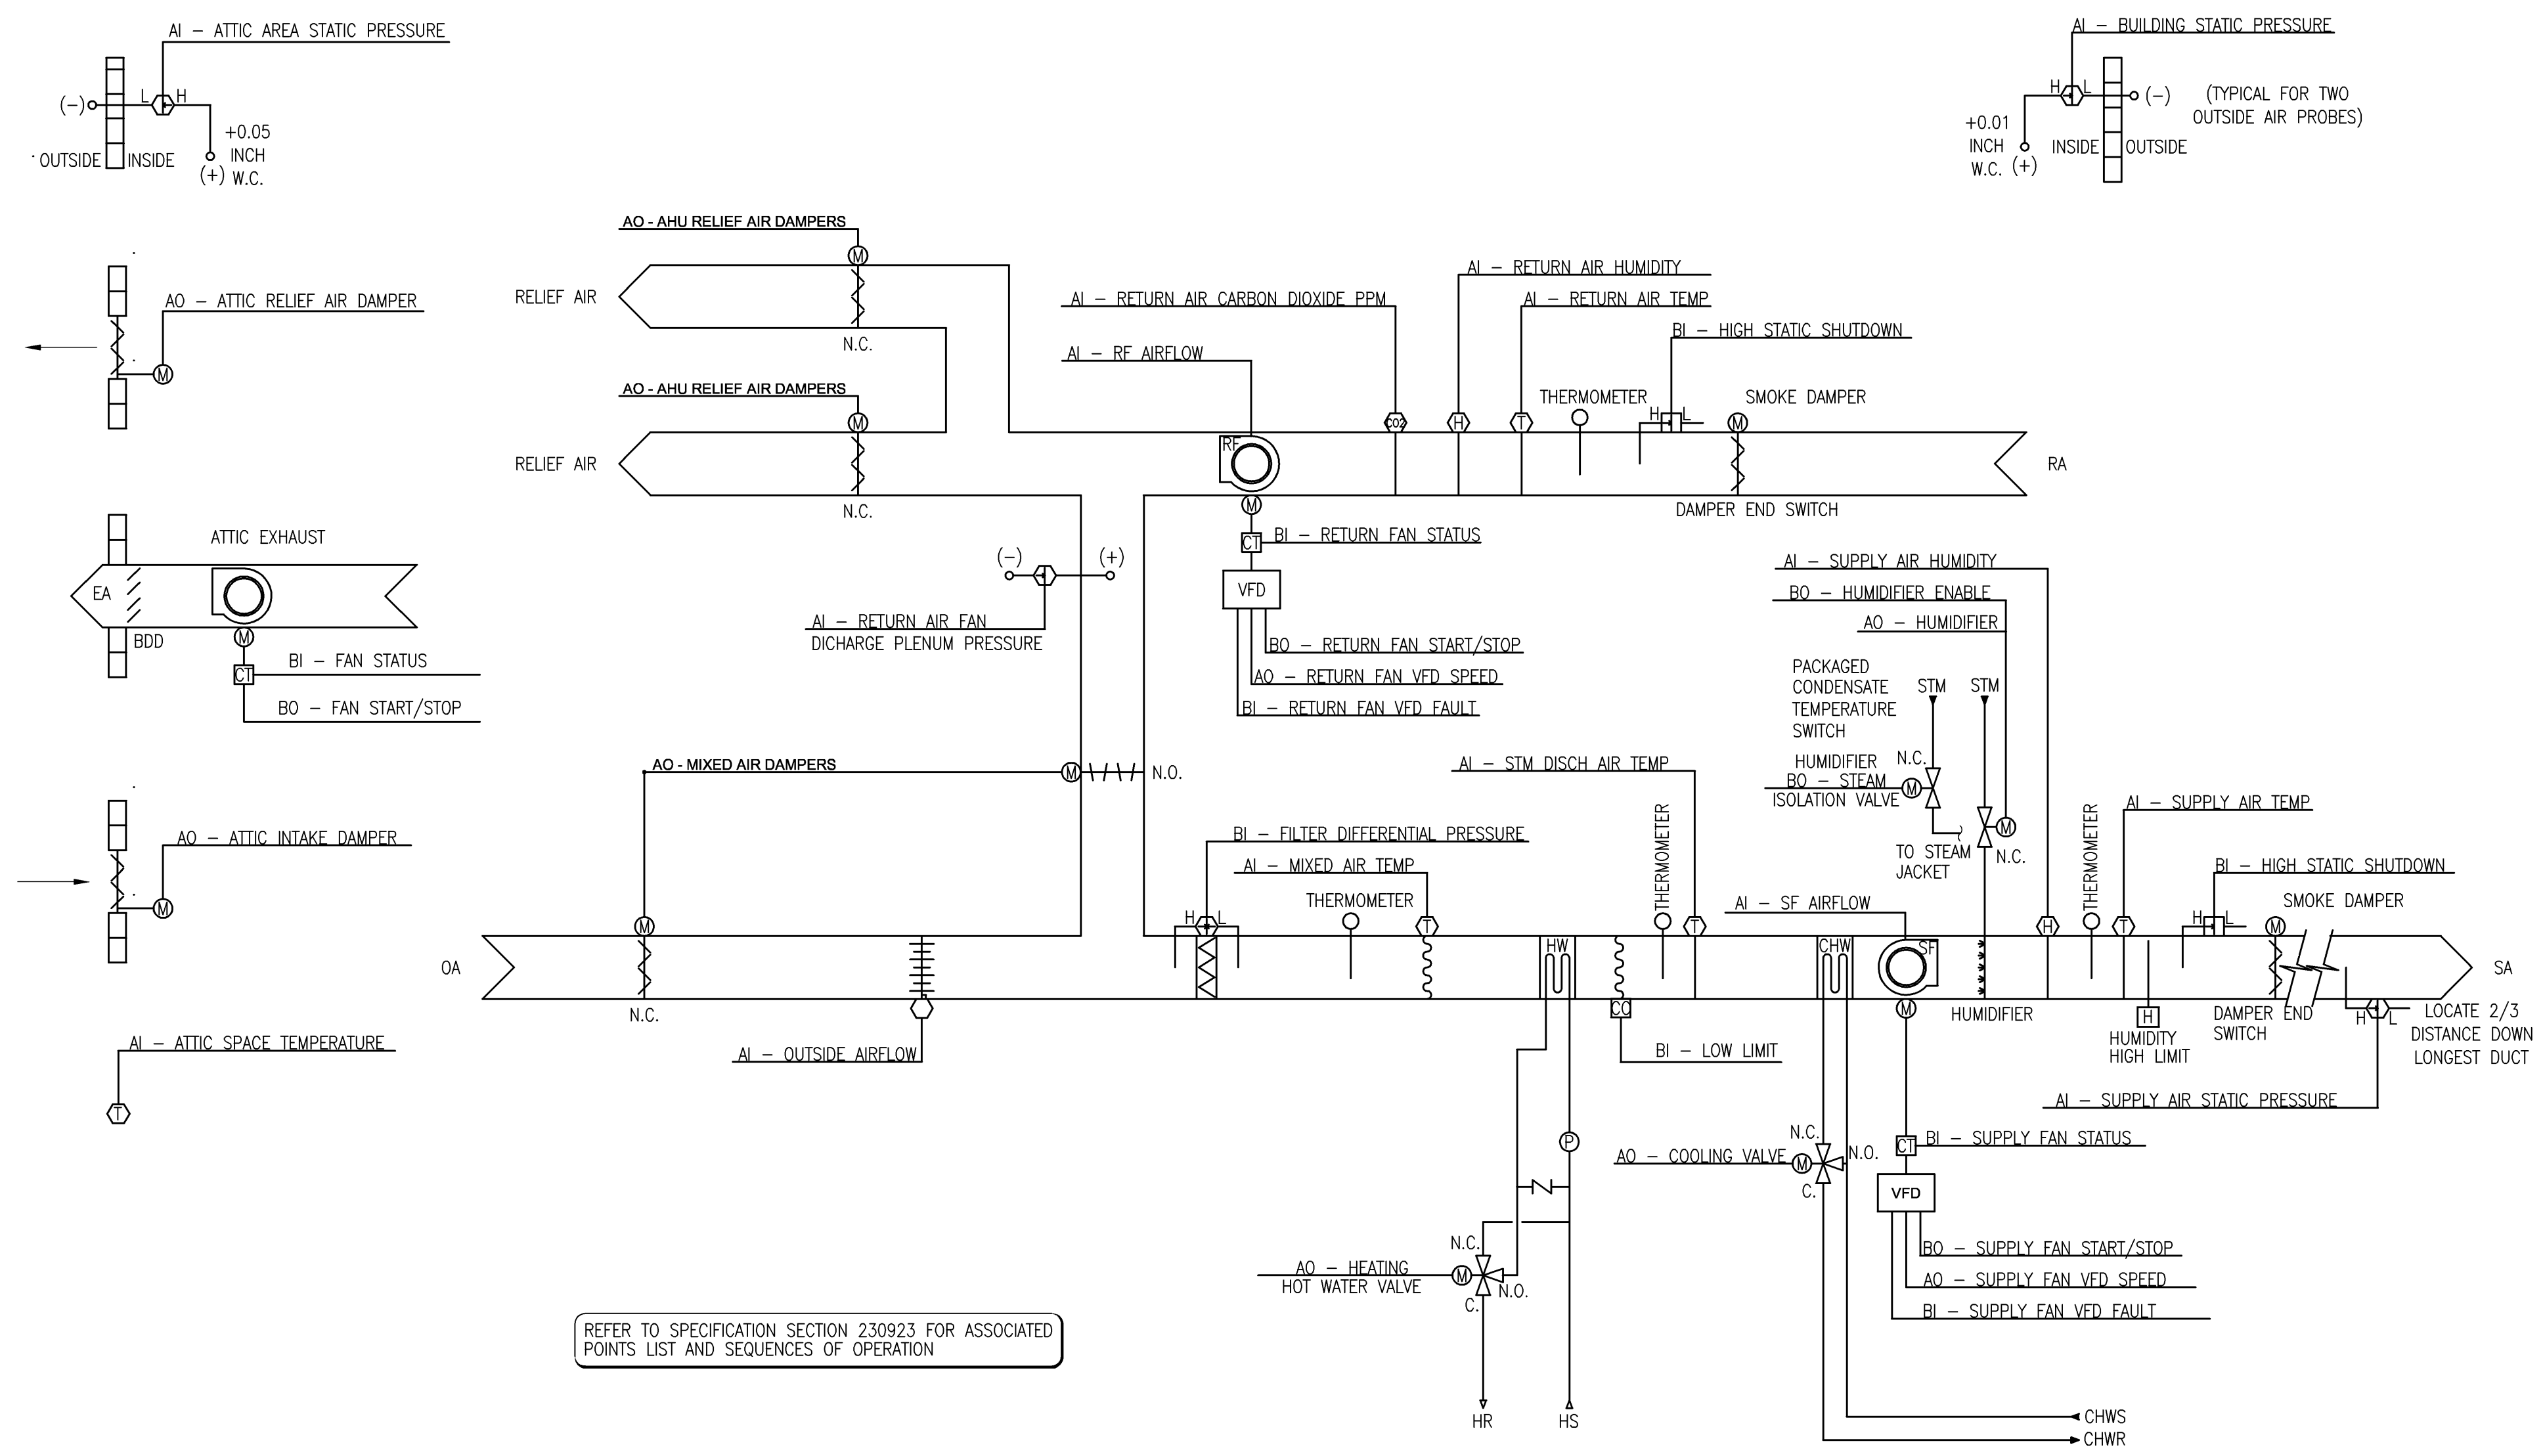 AI – ATTIC AREA STATIC PRESSURE
(–)
L
H
+0.05
INCH
W.C.
(+)
OUTSIDE
INSIDE
AI – BUILDING STATIC PRESSURE
H
L
(–)
(TYPICAL FOR TWO
OUTSIDE AIR PROBES)
+0.01
INCH
W.C.
(+)
INSIDE
OUTSIDE
AO - AHU RELIEF AIR DAMPERS
M
RELIEF AIR
N.C.
AO – ATTIC RELIEF AIR DAMPER
M
AO - AHU RELIEF AIR DAMPERS
M
RELIEF AIR
N.C.
AI – RETURN AIR HUMIDITY
AI – RETURN AIR CARBON DIOXIDE PPM
AI – RETURN AIR TEMP
BI – HIGH STATIC SHUTDOWN
AI – RF AIRFLOW
THERMOMETER
SMOKE DAMPER
H
L
CO2
H
T
M
RF
RA
M
DAMPER END SWITCH
CT
BI – RETURN FAN STATUS
VFD
BO – RETURN FAN START/STOP
AO – RETURN FAN VFD SPEED
BI – RETURN FAN VFD FAULT
ATTIC EXHAUST
EA
BDD
M
CT
BI – FAN STATUS
BO – FAN START/STOP
(–)
(+)
AI – RETURN AIR FAN
DICHARGE PLENUM PRESSURE
AI – SUPPLY AIR HUMIDITY
BO – HUMIDIFIER ENABLE
AO – HUMIDIFIER
PACKAGED
CONDENSATE
TEMPERATURE
SWITCH
STM
STM
HUMIDIFIER
BO – STEAM
ISOLATION VALVE
N.C.
M
M
TO STEAM
JACKET
N.C.
AO - MIXED AIR DAMPERS
M
N.O.
AI – STM DISCH AIR TEMP
AO – ATTIC INTAKE DAMPER
M
BI – FILTER DIFFERENTIAL PRESSURE
AI – MIXED AIR TEMP
THERMOMETER
THERMOMETER
THERMOMETER
AI – SUPPLY AIR TEMP
BI – HIGH STATIC SHUTDOWN
SMOKE DAMPER
AI – SF AIRFLOW
M
H
L
T
T
H
T
H
L
M
OA
HW
CHW
SF
SA
N.C.
AI – OUTSIDE AIRFLOW
CO
BI – LOW LIMIT
M
HUMIDIFIER
H
HUMIDITY
HIGH LIMIT
DAMPER END
SWITCH
H
L
LOCATE 2/3
DISTANCE DOWN
LONGEST DUCT
AI – SUPPLY AIR STATIC PRESSURE
AI – ATTIC SPACE TEMPERATURE
T
P
N.C.
AO – COOLING VALVE
M
N.O.
C.
CT
BI – SUPPLY FAN STATUS
VFD
BO – SUPPLY FAN START/STOP
AO – SUPPLY FAN VFD SPEED
BI – SUPPLY FAN VFD FAULT
N.C.
AO – HEATING
HOT WATER VALVE
M
N.O.
C.
REFER TO SPECIFICATION SECTION 230923 FOR ASSOCIATED
POINTS LIST AND SEQUENCES OF OPERATION
HR
HS
CHWS
CHWR